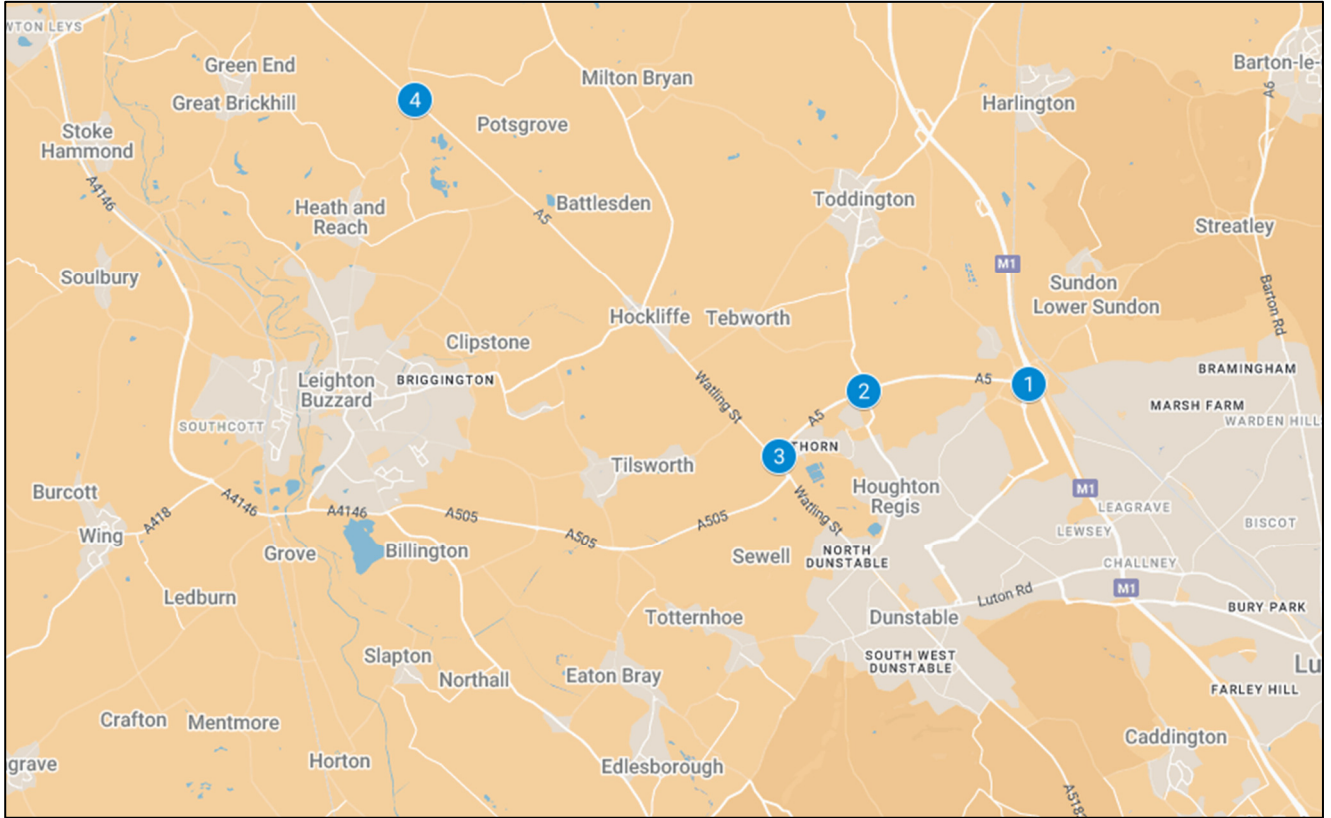 WTON LEYS
Green End
Great Brickhill
4
Milton Bryan
Potsgrove
Harlington
Barton-le-
A6
Stoke
Hammond
A4146
Heath and
Reach
Battlesden
A5
Toddington
Streatley
Soulbury
M1
Sundon
Lower Sundon
Barton Rd
Hockliffe
Tebworth
Clipstone
Leighton
Buzzard
BRIGGINGTON
Watling St
2
A5
1
A5
BRAMINGHAM
MARSH FARM
WARDEN HILL
SOUTHCOTT
3
THORN
Tilsworth
Houghton
Regis
Watling St
M1
LEAGRAVE
LEWSEY
BISCOT
Burcott
Wing
A418
A4146
A4146
A505
A505
A505
Grove
Billington
Sewell
NORTH
DUNSTABLE
CHALLNEY
M1
Ledburn
Totternhoe
Dunstable
Luton Rd
BURY PARK
Slapton
Northall
Eaton Bray
SOUTH WEST
DUNSTABLE
Lu
FARLEY HILL
Crafton
Mentmore
Horton
Edlesborough
Caddington
grave
A5183